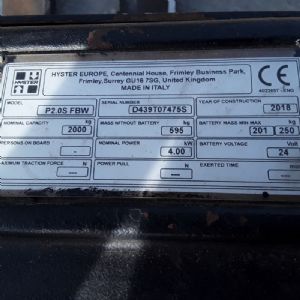 HYSTER
HYSTER EUROPE, Centennial House, Frimley Business Park,
Frimley, Surrey GU16 7SG, United Kingdom
MADE IN ITALY
CE
MODEL SERIAL NUMBER YEAR OF CONSTRUCTION
P2.0S FBW D439T07475S 2018
NOMINAL CAPACITY kg MASS WITHOUT BATTERY kg BATTERY MASS MIN MAX kg
2000 595 201 250
PERSONS ON BOARD NOMINAL POWER kW BATTERY VOLTAGE Volt
- 4.00 24
MAXIMUM TRACTION FORCE N POWER PULL N EXERTED TIME
- -